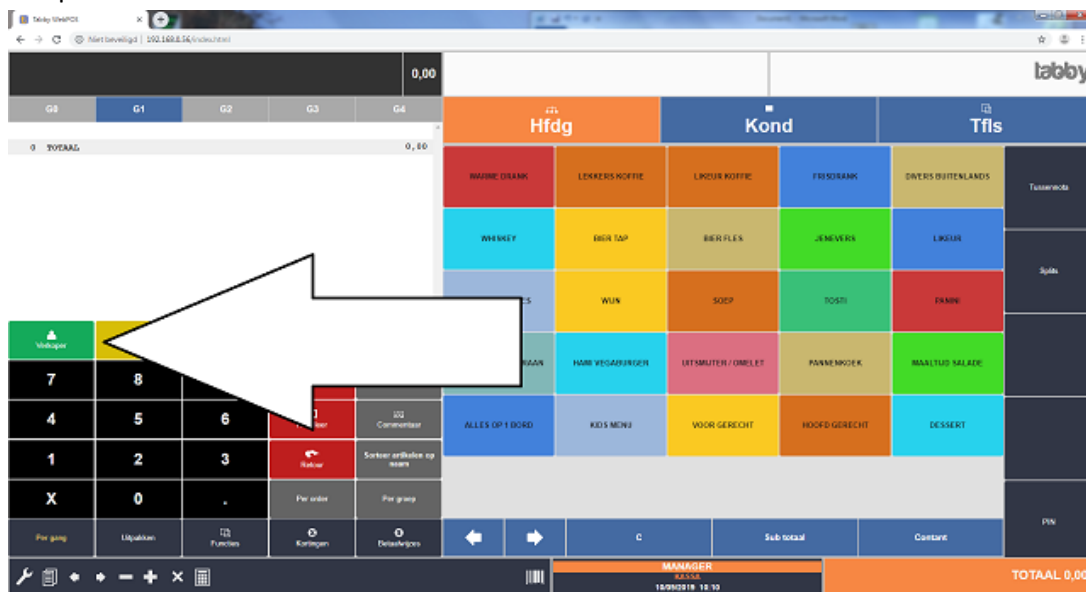 Tabby WebPOS
Niet beveiligd | 192.168.8.56/index.html
0,00
tabby
G0 G1 G2 G3 G4
Hfdg Kond Tfls
0 TOTAAL 0,00
WARME DRANK LEKKERS KOFFIE LIKEUR KOFFIE FRISDRANK DIVERS BUITENLANDS
Tussennota
WHISKEY BIER TAP BIER FLES JENEVERS LIKEUR
Splits
WIJN SOEP TOSTI PANINI
Verkoper
HAM/ VEGABURGER UITSMIJTER / OMELET PANNENKOEK MAALTIJD SALADE
7 8
4 5 6 Commentaar
ALLES OP 1 BORD KIDS MENU VOOR GERECHT HOOFD GERECHT DESSERT
1 2 3 Retour Sorteer artikelen op naam
X 0 . Per order Per groep
PIN
Per gang Uitpakken Functies Kortingen Betaalwijzes C Sub totaal Contant
MANAGER
KASSA
10/09/2019 10:10
TOTAAL 0,00